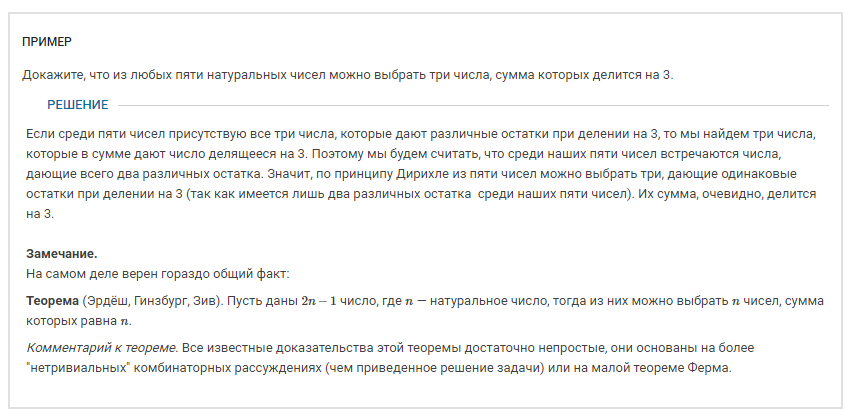 ПРИМЕР
Докажите, что из любых пяти натуральных чисел можно выбрать три числа, сумма которых делится на 3.
РЕШЕНИЕ
Если среди пяти чисел присутствую все три числа, которые дают различные остатки при делении на 3, то мы найдем три числа,
которые в сумме дают число делящееся на 3. Поэтому мы будем считать, что среди наших пяти чисел встречаются числа,
дающие всего два различных остатка. Значит, по принципу Дирихле из пяти чисел можно выбрать три, дающие одинаковые
остатки при делении на 3 (так как имеется лишь два различных остатка среди наших пяти чисел). Их сумма, очевидно, делится
на 3.
Замечание.
На самом деле верен гораздо общий факт:
Теорема (Эрдёш, Гинзбург, Зив). Пусть даны 2n − 1 число, где n — натуральное число, тогда из них можно выбрать n чисел, сумма
которых равна n.
Комментарий к теореме. Все известные доказательства этой теоремы достаточно непростые, они основаны на более
"нетривиальных" комбинаторных рассуждениях (чем приведенное решение задачи) или на малой теореме Ферма.